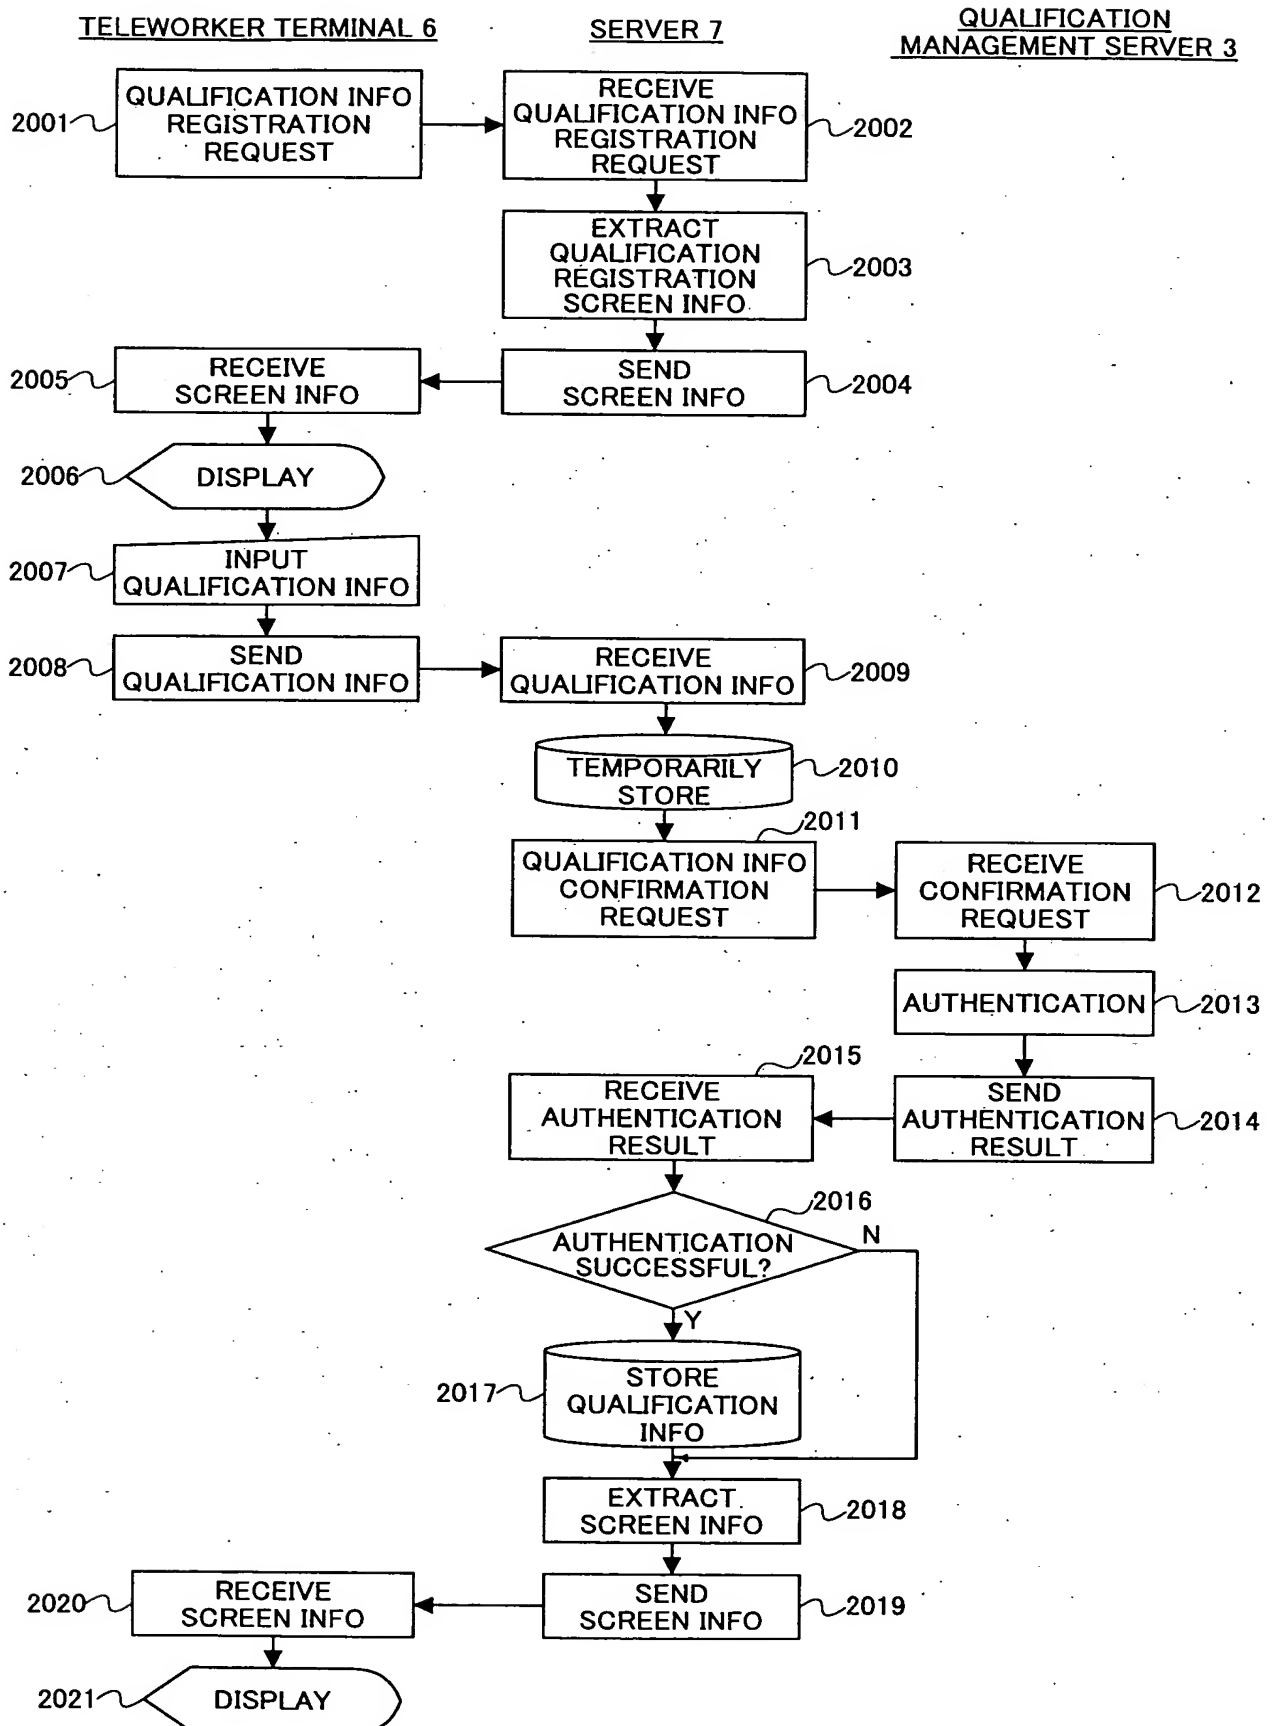 TELEWORKER TERMINAL 6
SERVER 7
QUALIFICATION
MANAGEMENT SERVER 3
2001
QUALIFICATION INFO
REGISTRATION
REQUEST
RECEIVE
QUALIFICATION INFO
REGISTRATION
REQUEST
2002
EXTRACT
QUALIFICATION
REGISTRATION
SCREEN INFO
2003
2005
RECEIVE
SCREEN INFO
SEND
SCREEN INFO
2004
2006
DISPLAY
2007
INPUT
QUALIFICATION INFO
2008
SEND
QUALIFICATION INFO
RECEIVE
QUALIFICATION INFO
2009
TEMPORARILY
STORE
2010
2011
QUALIFICATION INFO
CONFIRMATION
REQUEST
RECEIVE
CONFIRMATION
REQUEST
2012
AUTHENTICATION
2013
2015
RECEIVE
AUTHENTICATION
RESULT
SEND
AUTHENTICATION
RESULT
2014
2016
AUTHENTICATION
SUCCESSFUL?
N
Y
2017
STORE
QUALIFICATION
INFO
EXTRACT
SCREEN INFO
2018
2020
RECEIVE
SCREEN INFO
SEND
SCREEN INFO
2019
2021
DISPLAY